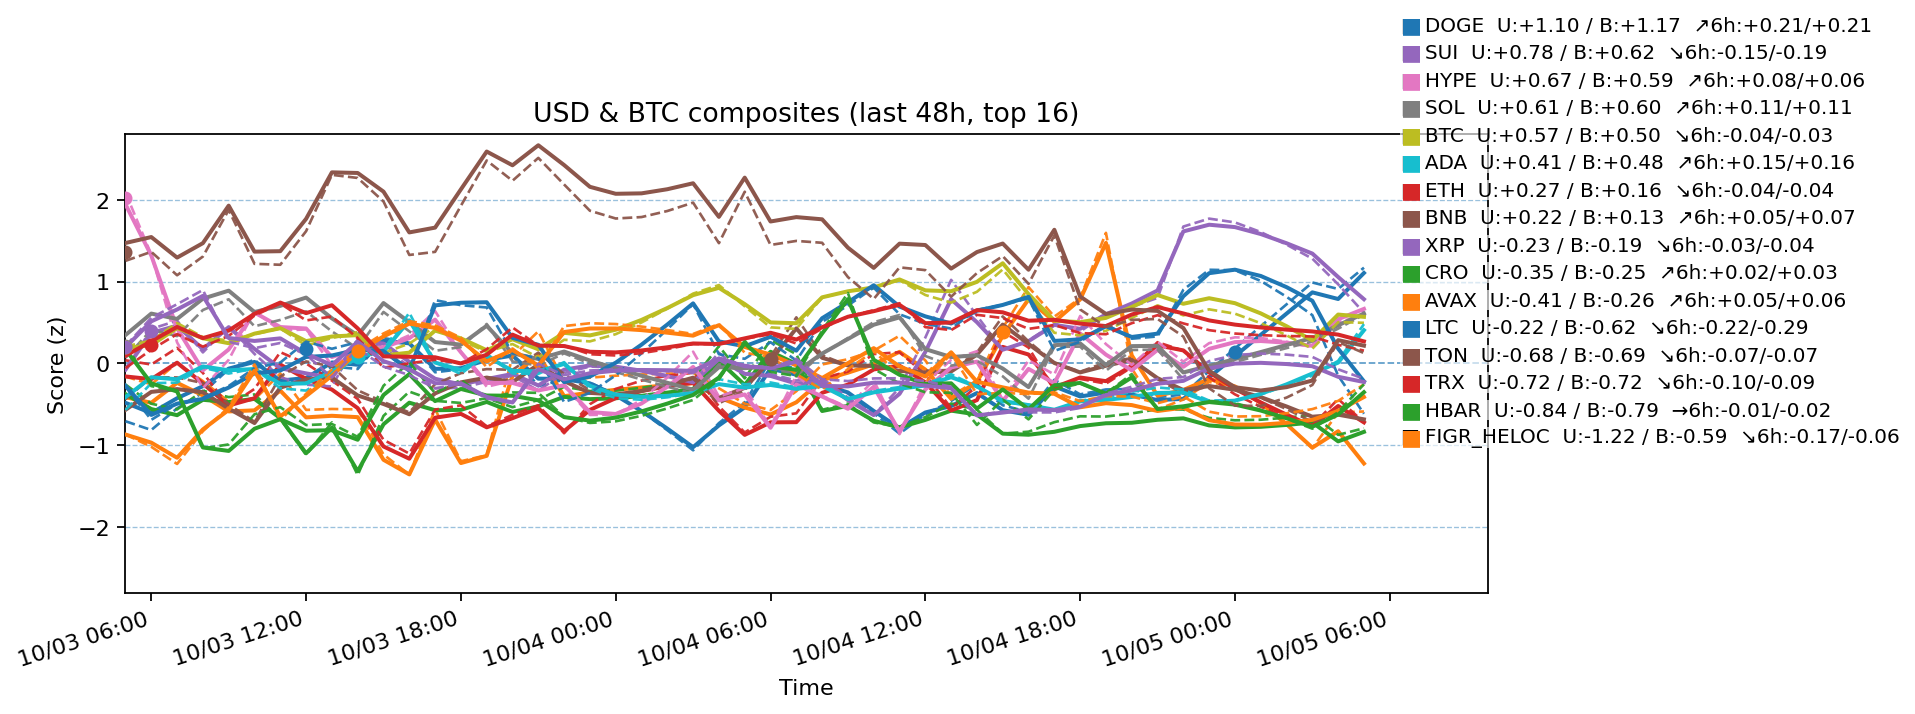 DOGE  U:+1.10 / B:+1.17  ↗6h:+0.21/+0.21
SUI  U:+0.78 / B:+0.62  ↘6h:-0.15/-0.19
HYPE  U:+0.67 / B:+0.59  ↗6h:+0.08/+0.06
SOL  U:+0.61 / B:+0.60  ↗6h:+0.11/+0.11
BTC  U:+0.57 / B:+0.50  ↘6h:-0.04/-0.03
ADA  U:+0.41 / B:+0.48  ↗6h:+0.15/+0.16
ETH  U:+0.27 / B:+0.16  ↘6h:-0.04/-0.04
BNB  U:+0.22 / B:+0.13  ↗6h:+0.05/+0.07
XRP  U:-0.23 / B:-0.19  ↘6h:-0.03/-0.04
CRO  U:-0.35 / B:-0.25  ↗6h:+0.02/+0.03
AVAX  U:-0.41 / B:-0.26  ↗6h:+0.05/+0.06
LTC  U:-0.22 / B:-0.62  ↘6h:-0.22/-0.29
TON  U:-0.68 / B:-0.69  ↘6h:-0.07/-0.07
TRX  U:-0.72 / B:-0.72  ↘6h:-0.10/-0.09
HBAR  U:-0.84 / B:-0.79  →6h:-0.01/-0.02
FIGR_HELOC  U:-1.22 / B:-0.59  ↘6h:-0.17/-0.06
USD & BTC composites (last 48h, top 16)
Score (z)
2
1
0
−1
−2
10/03 06:00
10/03 12:00
10/03 18:00
10/04 00:00
10/04 06:00
10/04 12:00
10/04 18:00
10/05 00:00
10/05 06:00
Time